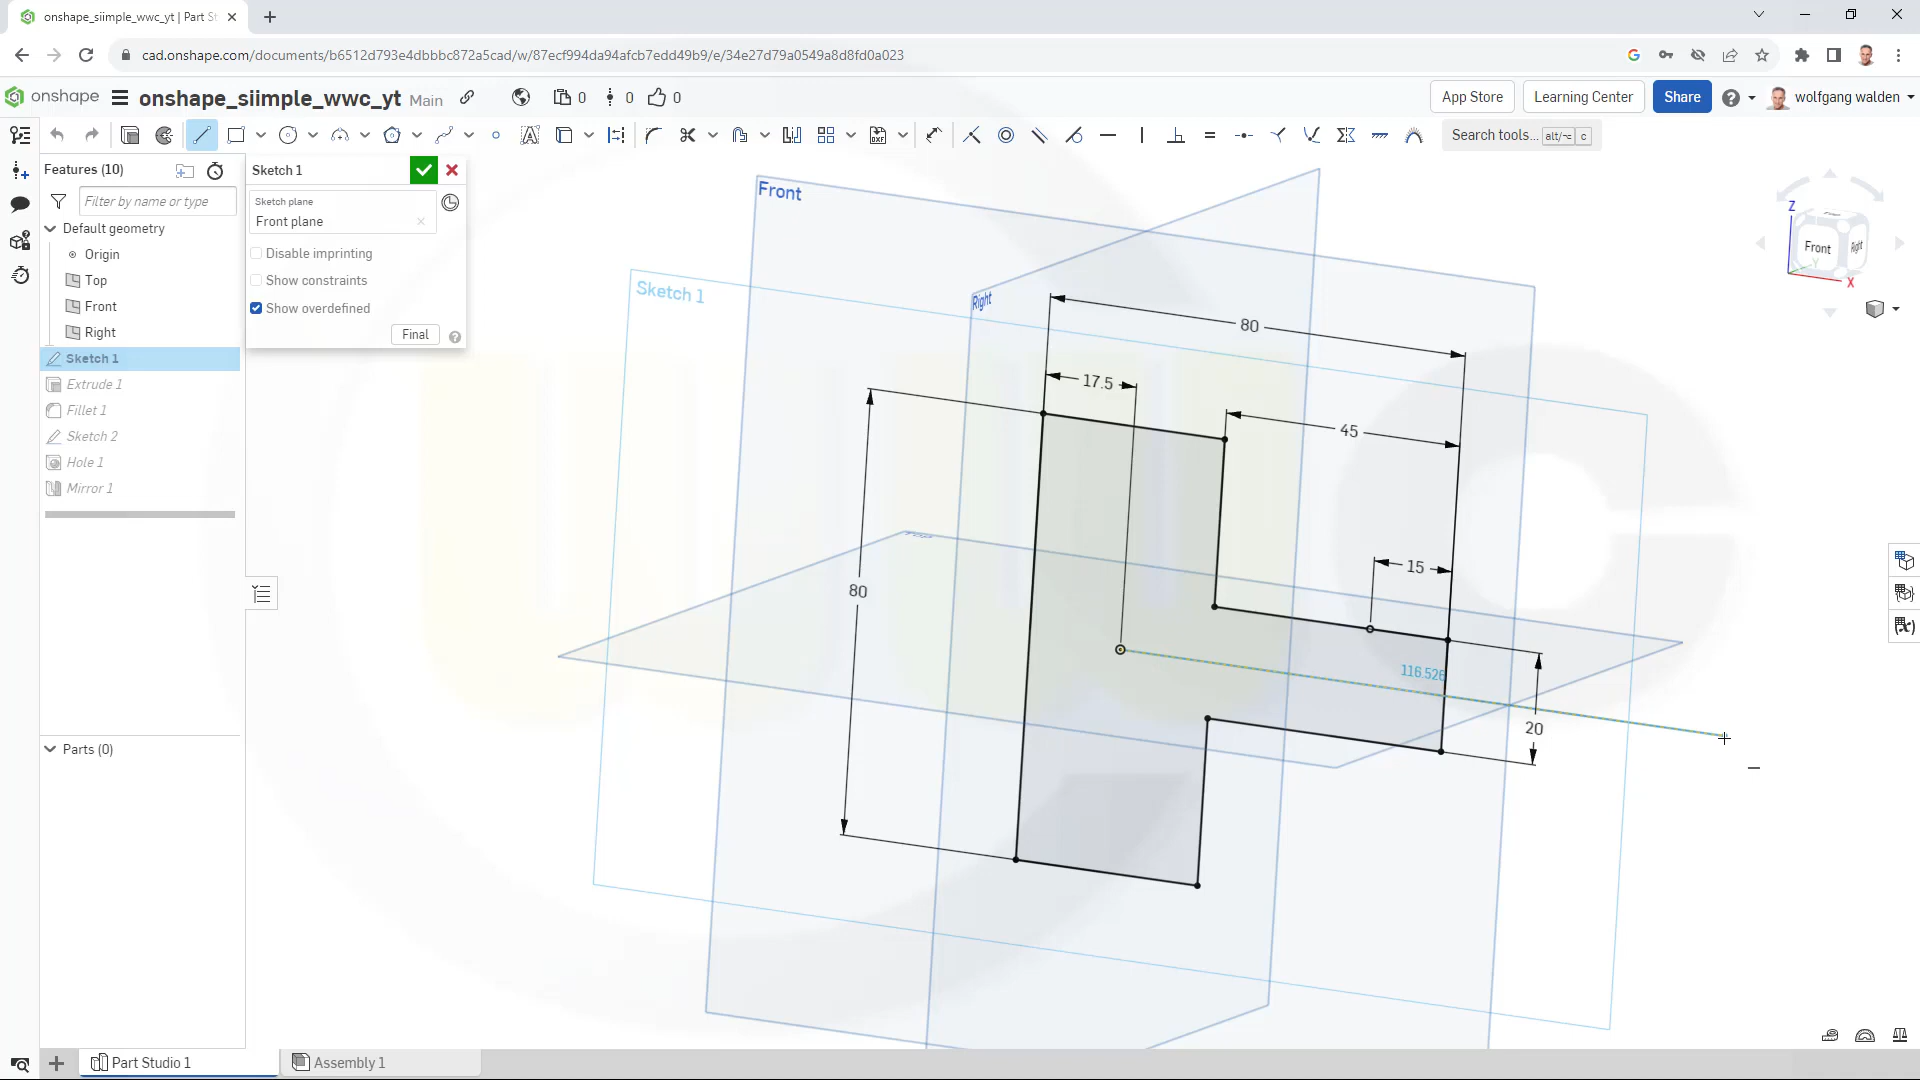 onshape_siimple_wwc_yt | Part St
cad.onshape.com/documents/b6512d793e4dbbbc872a5cad/w/87ecf994da94afcb7edd49b9/e/34e27d79a0549a8d8fd0a023
onshape
onshape_siimple_wwc_yt Main
0 0 0
App Store
Learning Center
Share
wolfgang walden
Search tools... alt/⌥ c
Features (10)
Filter by name or type
Default geometry
Origin
Top
Front
Right
Sketch 1
Extrude 1
Fillet 1
Sketch 2
Hole 1
Mirror 1
Parts (0)
Sketch 1
Sketch plane
Front plane
Disable imprinting
Show constraints
Show overdefined
Final
Front
Sketch 1
Right
Top
80
17.5
45
15
80
116.526
20
Z
Front
Right
Y
X
Part Studio 1
Assembly 1